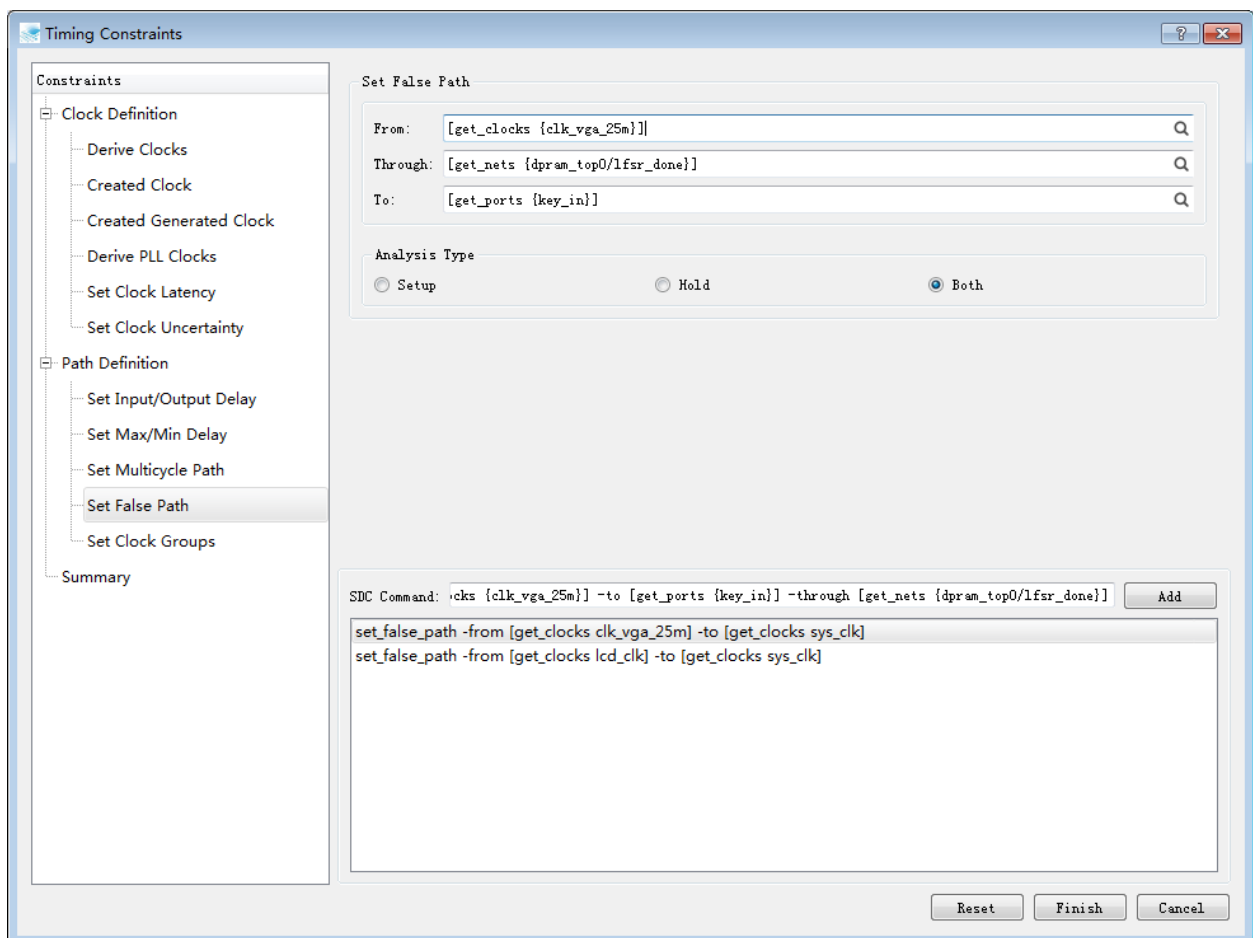 Timing Constraints
Constraints
Clock Definition
Derive Clocks
Created Clock
Created Generated Clock
Derive PLL Clocks
Set Clock Latency
Set Clock Uncertainty
Path Definition
Set Input/Output Delay
Set Max/Min Delay
Set Multicycle Path
Set False Path
Set Clock Groups
Summary
Set False Path
From: [get_clocks {clk_vga_25m}]
Through: [get_nets {dpram_top0/lfsr_done}]
To: [get_ports {key_in}]
Analysis Type
Setup Hold Both
SDC Command: cks {clk_vga_25m}] -to [get_ports {key_in}] -through [get_nets {dpram_top0/lfsr_done}] Add
set_false_path -from [get_clocks clk_vga_25m] -to [get_clocks sys_clk]
set_false_path -from [get_clocks lcd_clk] -to [get_clocks sys_clk]
Reset Finish Cancel